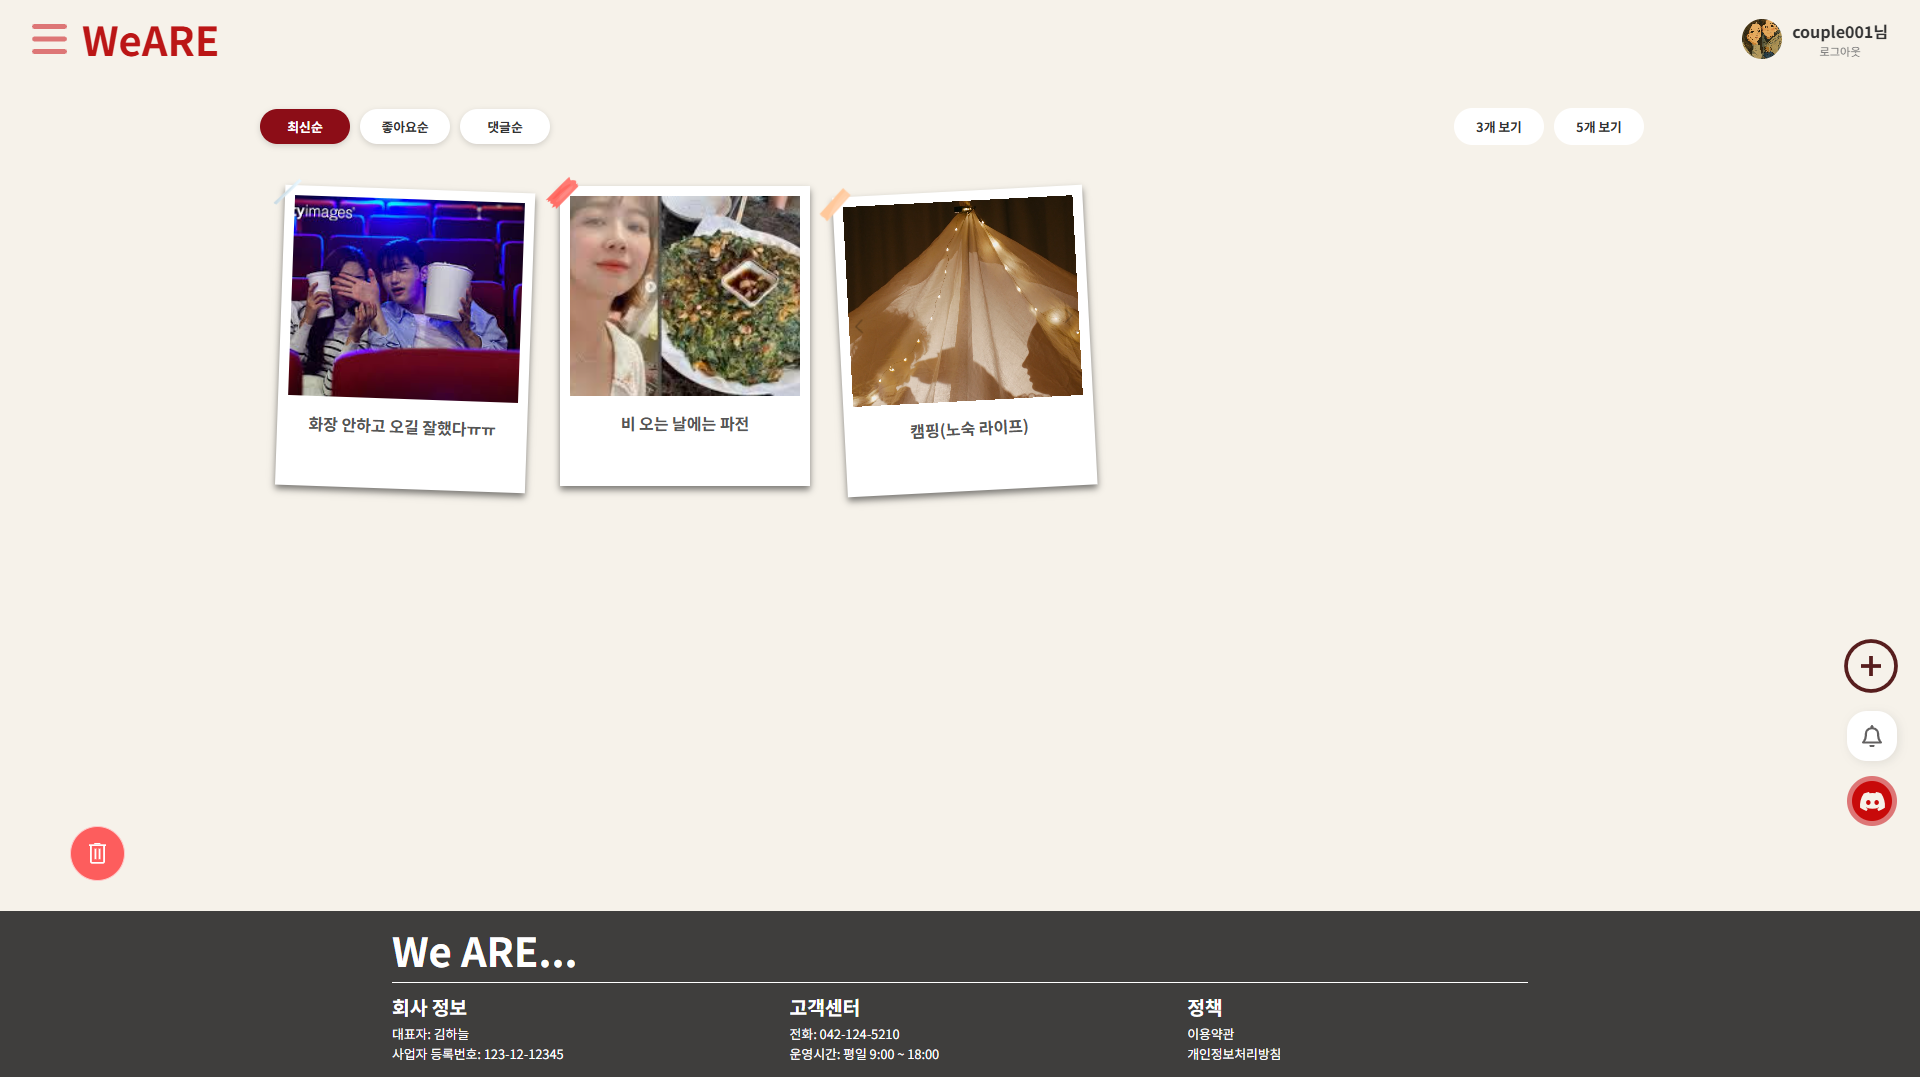 WeARE
couple001님
로그아웃
최신순
좋아요순
댓글순
3개 보기
5개 보기
tyimages
화장 안하고 오길 잘했다ㅠㅠ
비 오는 날에는 파전
캠핑(노숙 라이프)
We ARE...
회사 정보
대표자: 김하늘
사업자 등록번호: 123-12-12345
고객센터
전화: 042-124-5210
운영시간: 평일 9:00 ~ 18:00
정책
이용약관
개인정보처리방침